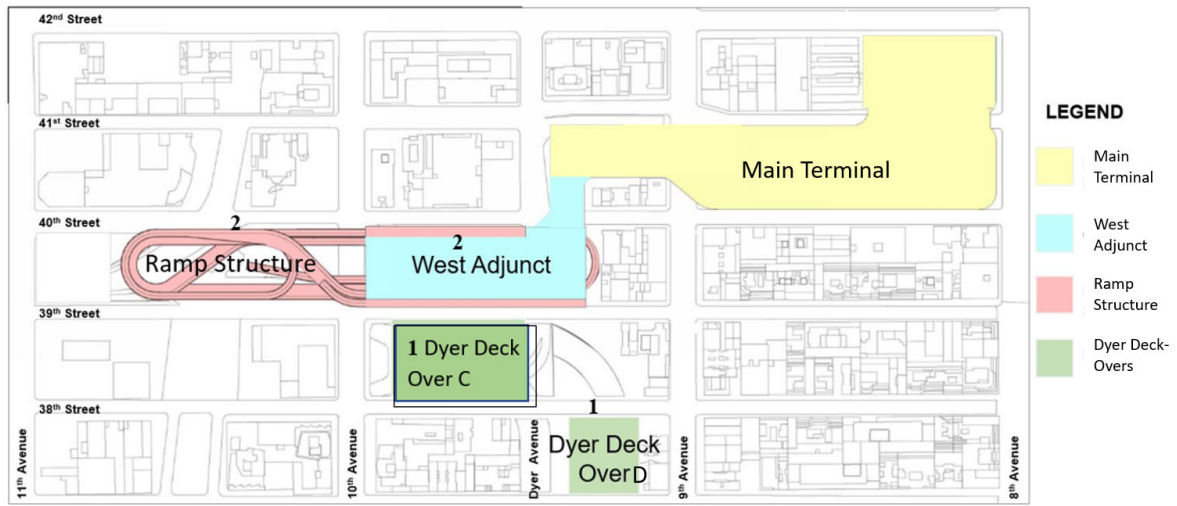 42nd Street
41st Street
Main Terminal
40th Street
2
2
Ramp Structure
West Adjunct
39th Street
1 Dyer Deck
Over C
38th Street
1
Dyer Deck
Over D
11th Avenue
10th Avenue
Dyer Avenue
9th Avenue
8th Avenue
LEGEND
Main
Terminal
West
Adjunct
Ramp
Structure
Dyer Deck-
Overs